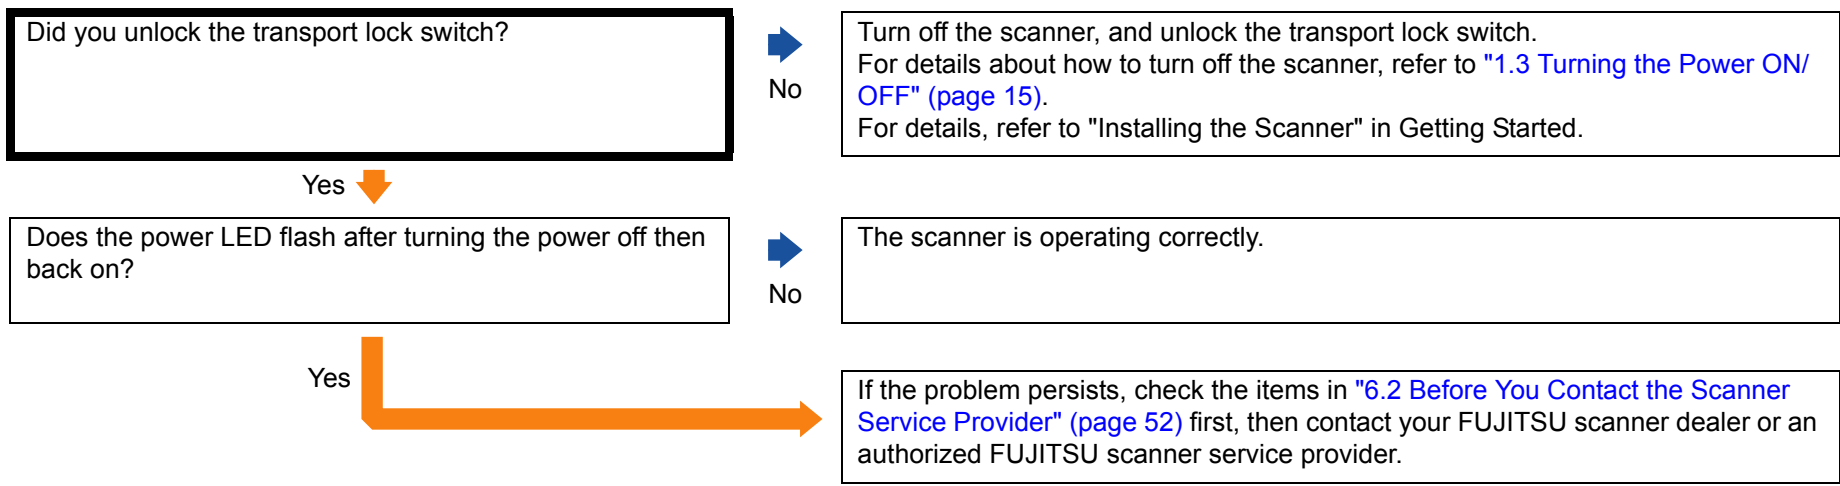 Did you unlock the transport lock switch?
No
Turn off the scanner, and unlock the transport lock switch.
For details about how to turn off the scanner, refer to "1.3 Turning the Power ON/
OFF" (page 15).
For details, refer to "Installing the Scanner" in Getting Started.
Yes
Does the power LED flash after turning the power off then
back on?
No
The scanner is operating correctly.
Yes
If the problem persists, check the items in "6.2 Before You Contact the Scanner
Service Provider" (page 52) first, then contact your FUJITSU scanner dealer or an
authorized FUJITSU scanner service provider.